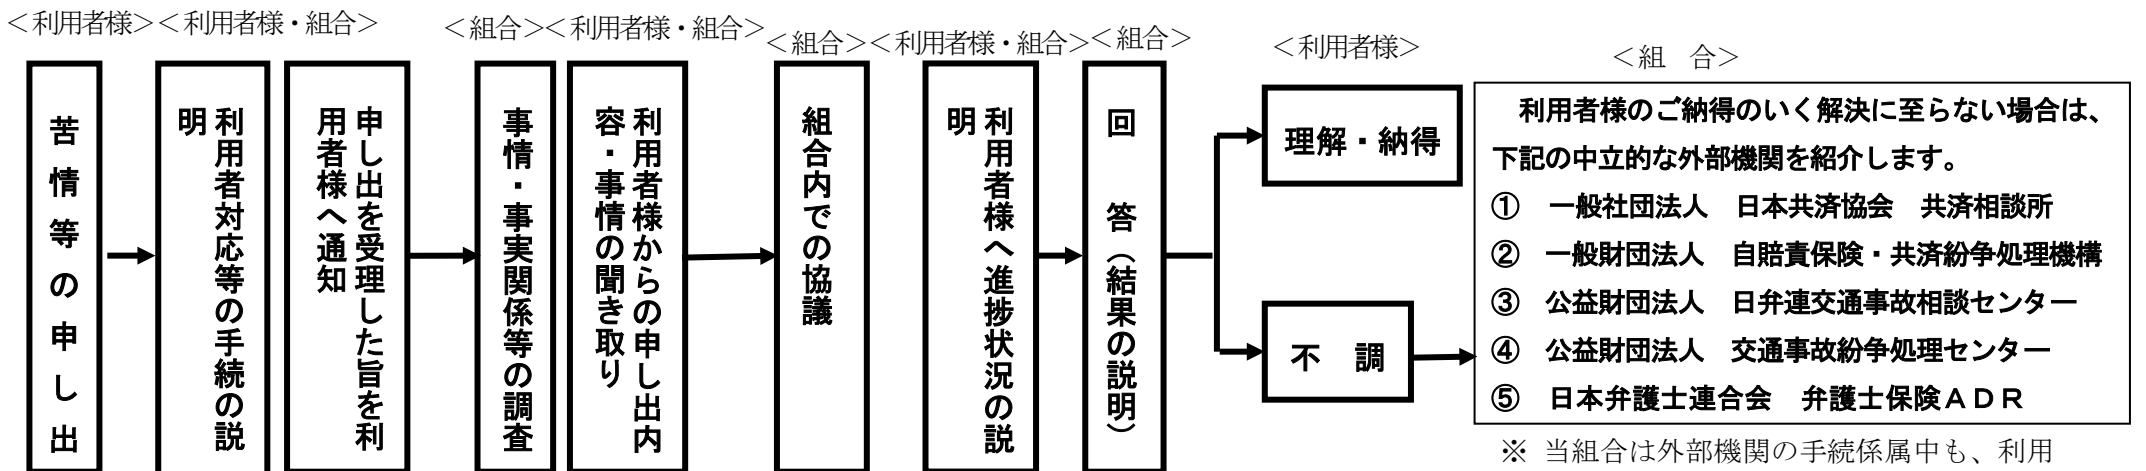 ＜利用者様＞＜利用者様・組合＞
＜組合＞＜利用者様・組合＞
＜組合＞＜利用者様・組合＞＜組合＞
＜利用者様＞
＜組　合＞
苦情等の申し出
利用者対応等の手続の説
明
申し出を受理した旨を利
用者様へ通知
事情・事実関係等の調査
利用者様からの申し出内
容・事情の聞き取り
組合内での協議
利用者様へ進捗状況の説
明
回　答（結果の説明）
理解・納得
不　調
利用者様のご納得のいく解決に至らない場合は、
下記の中立的な外部機関を紹介します。
①　一般社団法人　日本共済協会　共済相談所
②　一般財団法人　自賠責保険・共済紛争処理機構
③　公益財団法人　日弁連交通事故相談センター
④　公益財団法人　交通事故紛争処理センター
⑤　日本弁護士連合会　弁護士保険ＡＤＲ
※ 当組合は外部機関の手続係属中も、利用